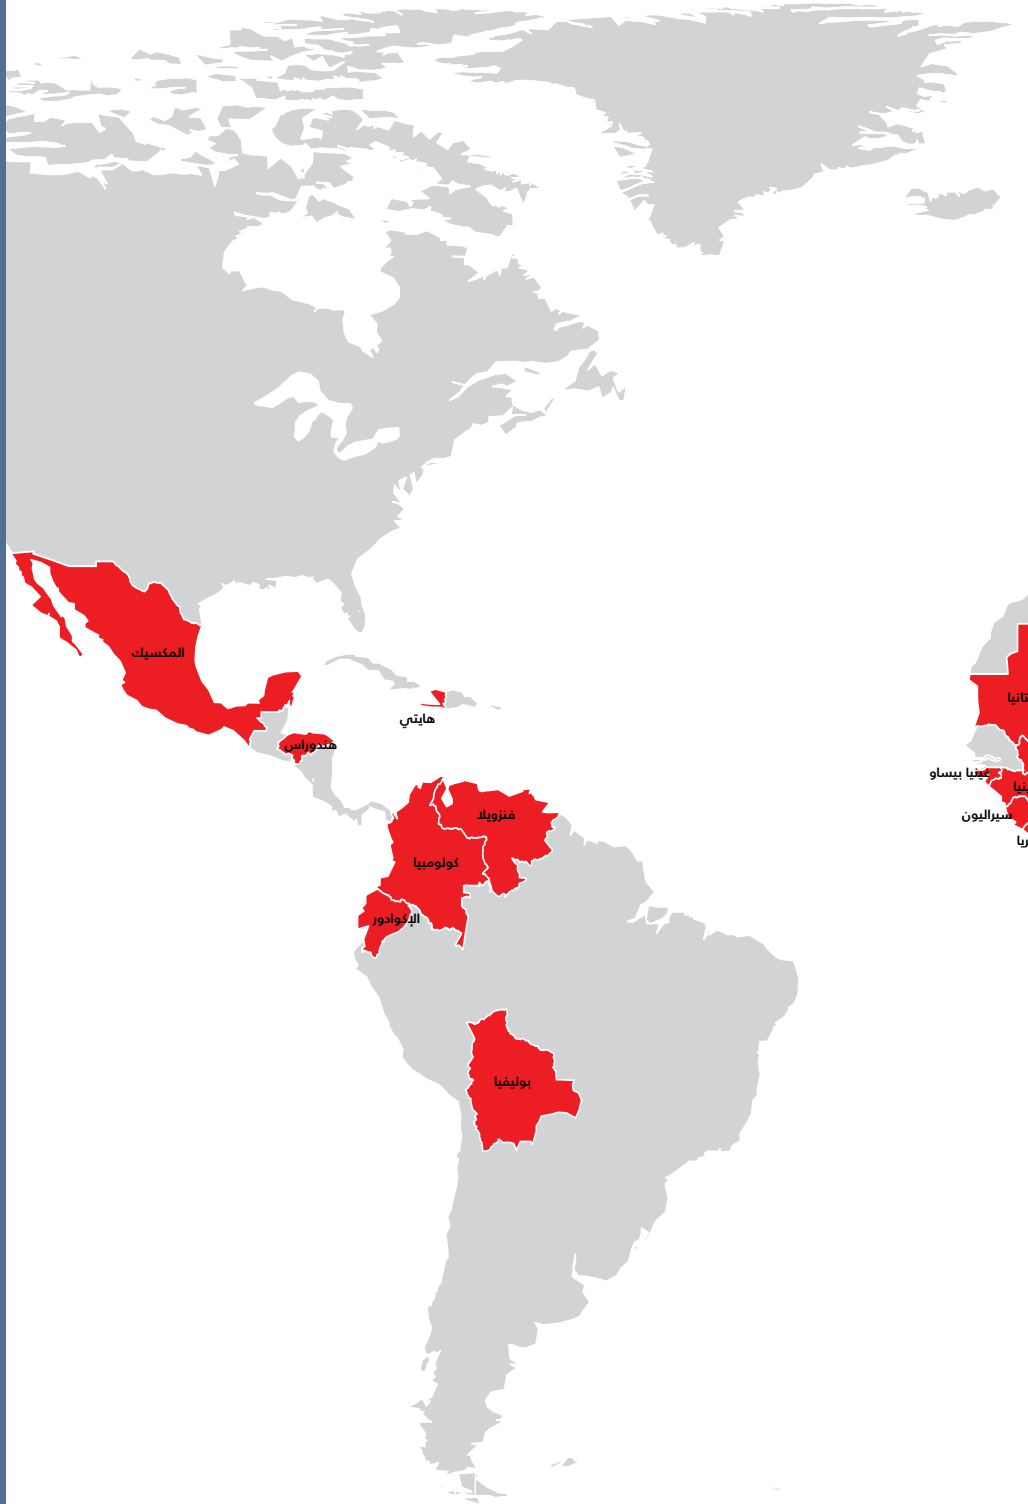 المكسيك
هايتي
هندوراس
غينيا بيساو
فنزويلا
سيراليون
كولومبيا
الإكوادور
بوليفيا